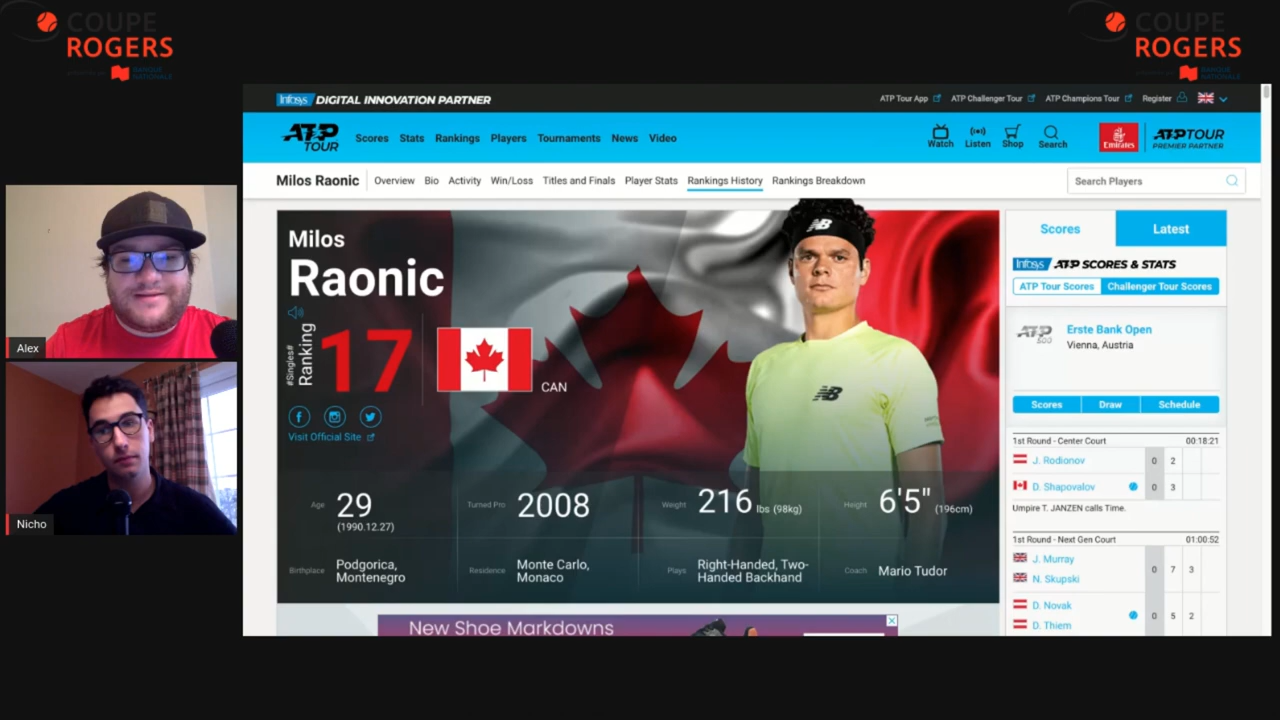 COUPE
ROGERS
COUPE
ROGERS
Infosys DIGITAL INNOVATION PARTNER
ATP Tour App
ATP Challenger Tour
ATP Champions Tour
Register
ATP
TOUR
Scores
Stats
Rankings
Players
Tournaments
News
Video
Watch
Listen
Shop
Search
Emirates
ATP TOUR
PREMIER PARTNER
Milos Raonic
Overview
Bio
Activity
Win/Loss
Titles and Finals
Player Stats
Rankings History
Rankings Breakdown
Search Players
Alex
Nicho
Milos
Raonic
#Singles#
Ranking
17
CAN
Visit Official Site
Age 29
(1990.12.27)
Turned Pro 2008
Weight 216 lbs (98kg)
Height 6'5" (196cm)
Birthplace Podgorica,
Montenegro
Residence Monte Carlo,
Monaco
Plays Right-Handed, Two-
Handed Backhand
Coach Mario Tudor
New Shoe Markdowns
Scores
Latest
Infosys ATP SCORES & STATS
ATP Tour Scores
Challenger Tour Scores
ATP
500
Erste Bank Open
Vienna, Austria
Scores
Draw
Schedule
1st Round - Center Court 00:18:21
J. Rodionov 0 2
D. Shapovalov 0 3
Umpire T. JANZEN calls Time.
1st Round - Next Gen Court 01:00:52
J. Murray
N. Skupski
0 7 3
D. Novak
D. Thiem
0 5 2